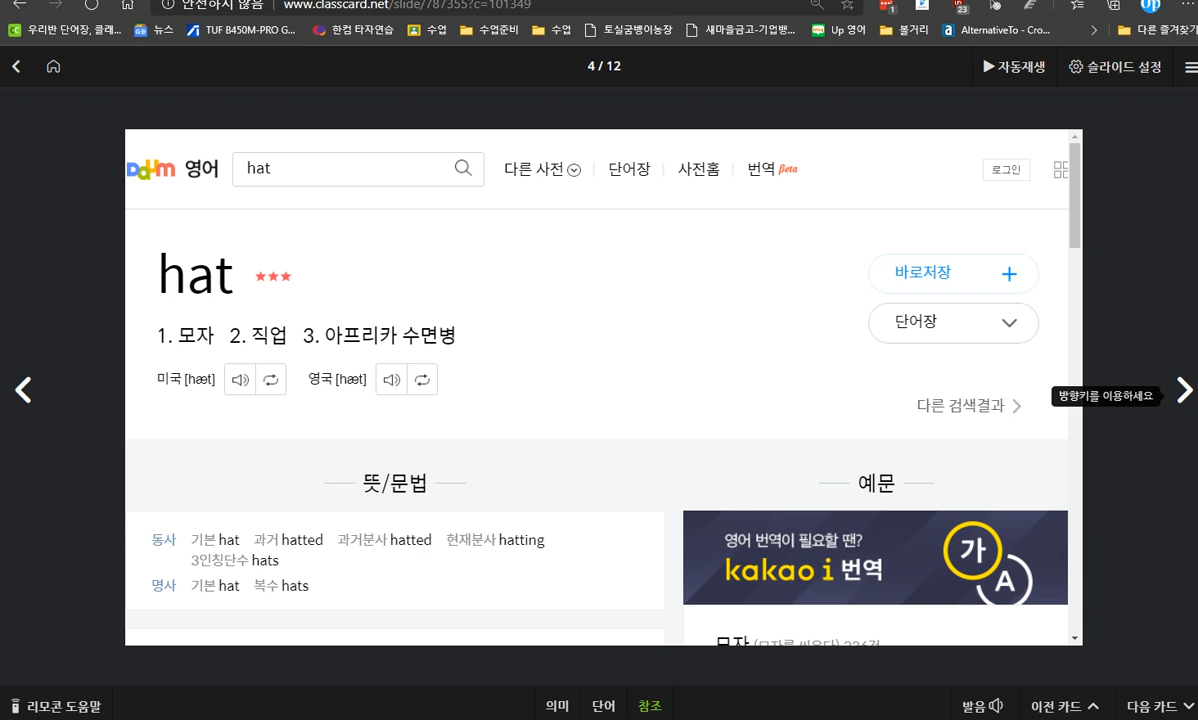 안전하지 않음 www.classcard.net/slide/787355?c=101349
우리반 단어장, 클래... 뉴스 TUF B450M-PRO G... 한컴 타자연습 수업 수업준비 수업 토실궁뱅이농장 새마을금고-기업뱅... Up 영어 볼거리 AlternativeTo - Cro... 다른 즐겨찾기
4 / 12 자동재생 슬라이드 설정
Daum 영어 hat 다른 사전 단어장 사전홈 번역 Beta 로그인
hat
바로저장
1. 모자 2. 직업 3. 아프리카 수면병
단어장
미국 [hæt] 영국 [hæt]
방향키를 이용하세요
다른 검색결과
뜻/문법 예문
동사 기본 hat 과거 hatted 과거분사 hatted 현재분사 hatting
3인칭단수 hats
명사 기본 hat 복수 hats
영어 번역이 필요할 땐?
kakao i 번역
가 A
리모콘 도움말 의미 단어 참조 발음 이전 카드 다음 카드